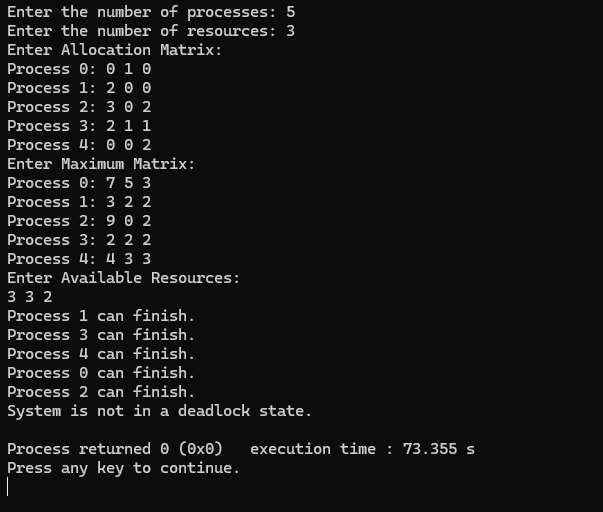 Enter the number of processes: 5
Enter the number of resources: 3
Enter Allocation Matrix:
Process 0: 0 1 0
Process 1: 2 0 0
Process 2: 3 0 2
Process 3: 2 1 1
Process 4: 0 0 2
Enter Maximum Matrix:
Process 0: 7 5 3
Process 1: 3 2 2
Process 2: 9 0 2
Process 3: 2 2 2
Process 4: 4 3 3
Enter Available Resources:
3 3 2
Process 1 can finish.
Process 3 can finish.
Process 4 can finish.
Process 0 can finish.
Process 2 can finish.
System is not in a deadlock state.

Process returned 0 (0x0)   execution time : 73.355 s
Press any key to continue.